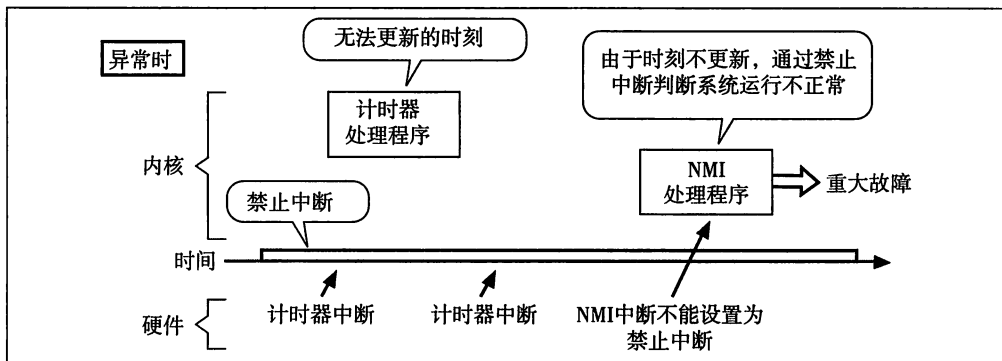 异常时
无法更新的时刻
由于时刻不更新，通过禁止
中断判断系统运行不正常
计时器
处理程序
内核
NMI
处理程序
重大故障
禁止中断
时间
计时器中断
计时器中断
NMI中断不能设置为
禁止中断
硬件